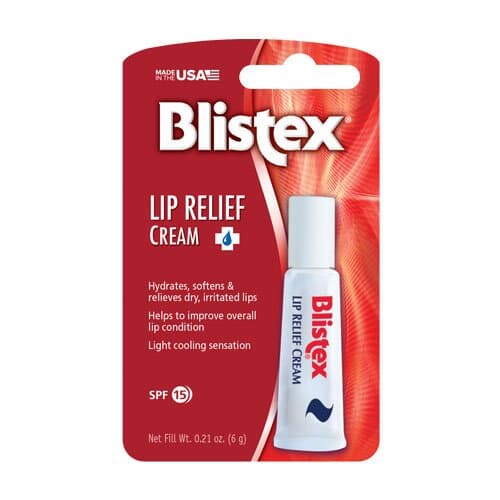 MADE IN THE USA
Blistex®
LIP RELIEF
CREAM
Hydrates, softens &
relieves dry, irritated lips
Helps to improve overall
lip condition
Light cooling sensation
SPF 15
Net Fill Wt. 0.21 oz. (6 g)
Blistex®
LIP RELIEF CREAM